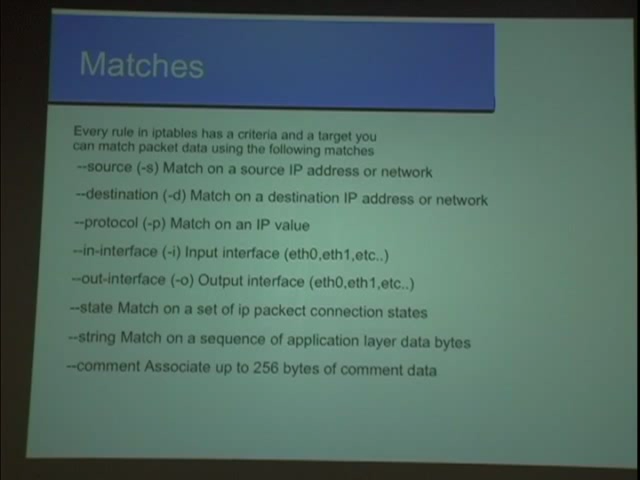 Matches
Every rule in iptables has a criteria and a target you
can match packet data using the following matches
--source (-s) Match on a source IP address or network
--destination (-d) Match on a destination IP address or network
--protocol (-p) Match on an IP value
--in-interface (-i) Input interface (eth0,eth1,etc..)
--out-interface (-o) Output interface (eth0,eth1,etc..)
--state Match on a set of ip packect connection states
--string Match on a sequence of application layer data bytes
--comment Associate up to 256 bytes of comment data